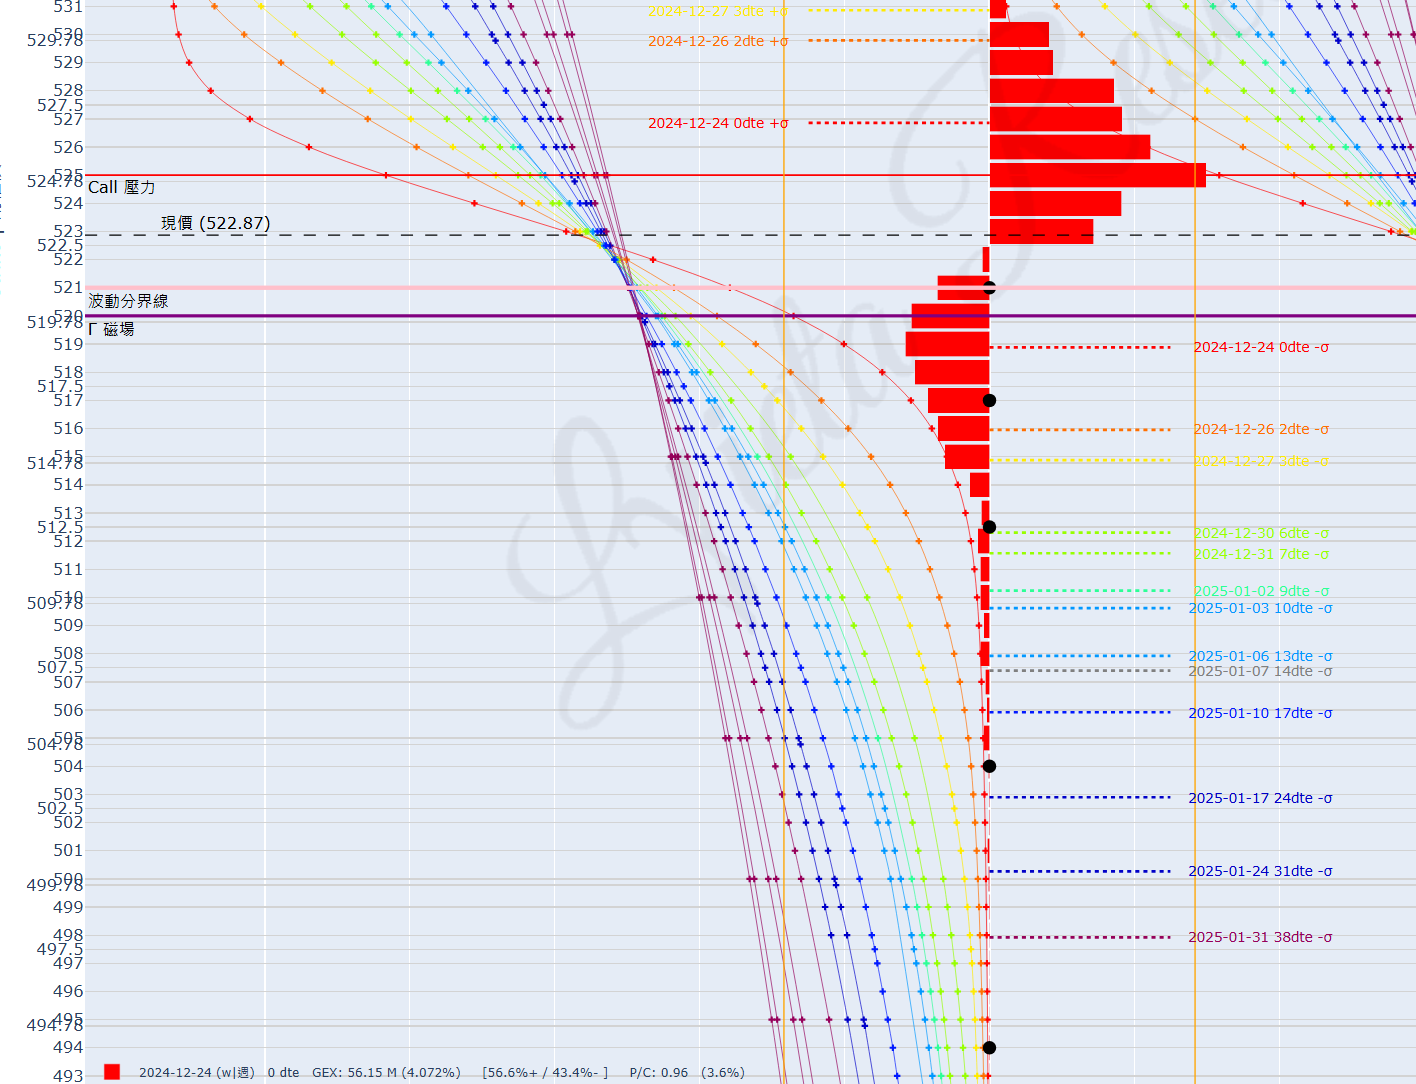 531
2024-12-27 3dte +σ
530
529.78
2024-12-26 2dte +σ
529
528
527.5
527
2024-12-24 0dte +σ
526
525
524.78
Call 壓力
524
現價 (522.87)
523
522.5
522
521
波動分界線
520
519.78
Γ 磁場
519
2024-12-24 0dte -σ
518
517.5
517
516
2024-12-26 2dte -σ
515
514.78
2024-12-27 3dte -σ
514
513
512.5
2024-12-30 6dte -σ
512
2024-12-31 7dte -σ
511
510
2025-01-02 9dte -σ
509.78
2025-01-03 10dte -σ
509
508
2025-01-06 13dte -σ
507.5
2025-01-07 14dte -σ
507
506
2025-01-10 17dte -σ
505
504.78
504
503
2025-01-17 24dte -σ
502.5
502
501
2025-01-24 31dte -σ
500
499.78
499
498
2025-01-31 38dte -σ
497.5
497
496
495
494.78
494
493
2024-12-24 (w|週) 0 dte GEX: 56.15 M (4.072%) [56.6%+ / 43.4%- ] P/C: 0.96 (3.6%)